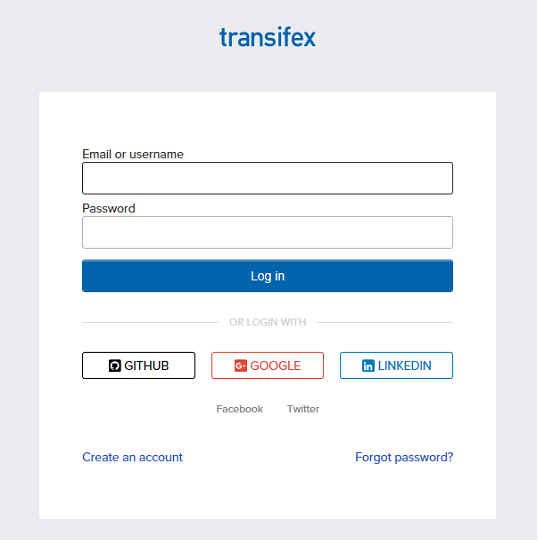 transifex
Email or username
Password
Log in
OR LOGIN WITH
GITHUB GOOGLE LINKEDIN
Facebook Twitter
Create an account Forgot password?